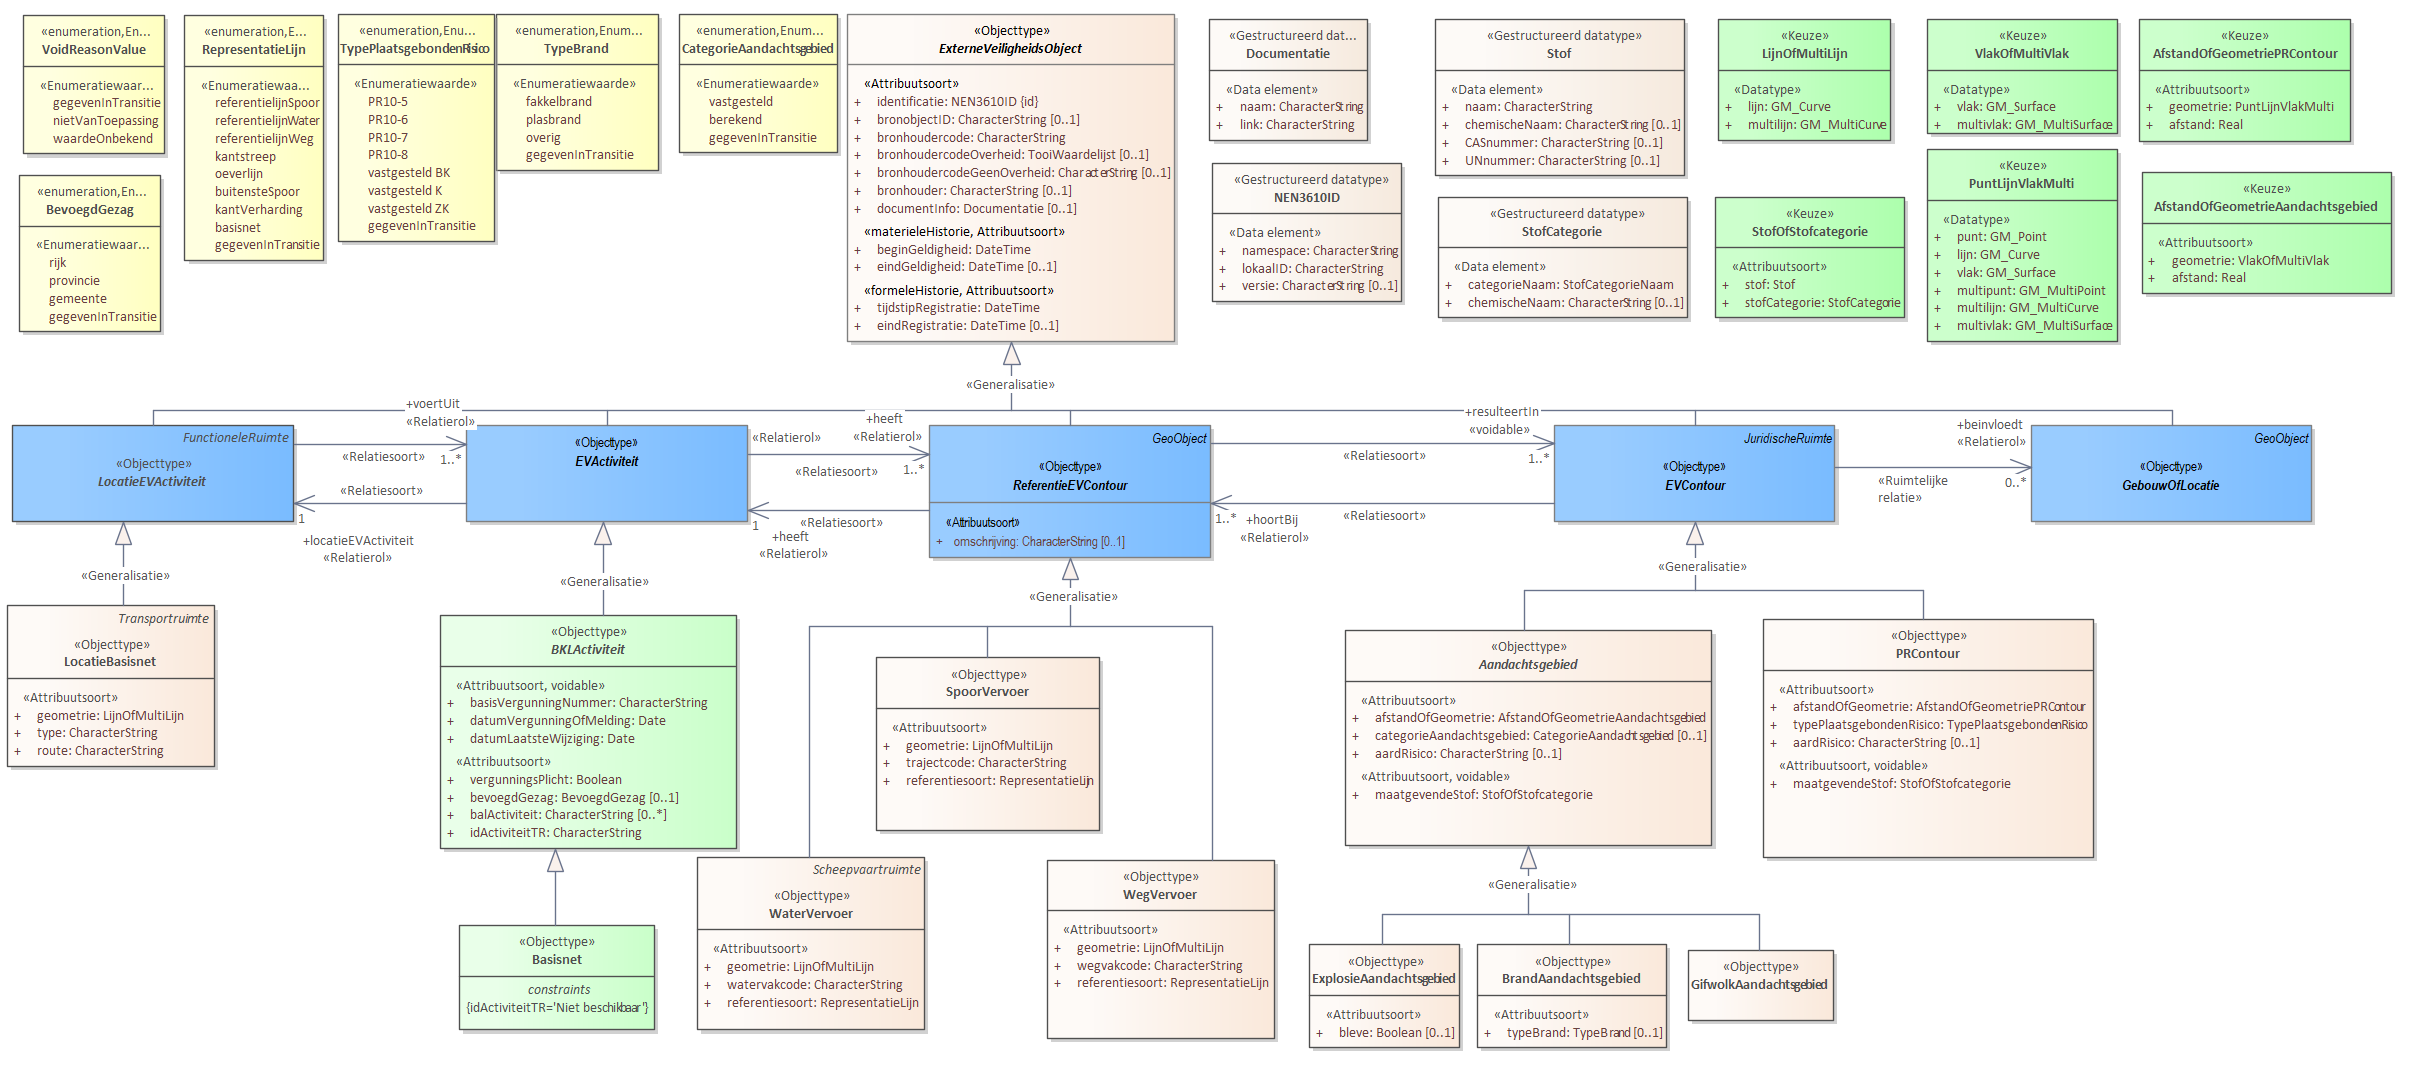 «enumeration,En...
VoidReasonValue
«Enumeratiewaar...
gegevenInTransitie
nietVanToepassing
waardeOnbekend
«enumeration,En...
BevoegdGezag
«Enumeratiewaar...
rijk
provincie
gemeente
gegevenInTransitie
«enumeration,E...
RepresentatieLijn
«Enumeratiewaa...
referentielijnSpoor
referentielijnWater
referentielijnWeg
kantstreep
oeverlijn
buitensteSpoor
kantVerharding
basisnet
gegevenInTransitie
«enumeration,Enu...
TypePlaatsgebondenRisico
«Enumeratiewaarde»
PR10-5
PR10-6
PR10-7
PR10-8
vastgesteld BK
vastgesteld K
vastgesteld ZK
gegevenInTransitie
«enumeration,Enum...
TypeBrand
«Enumeratiewaarde»
fakkelbrand
plasbrand
overig
gegevenInTransitie
«enumeration,Enum...
CategorieAandachtsgebied
«Enumeratiewaarde»
vastgesteld
berekend
gegevenInTransitie
«Objecttype»
ExterneVeiligheidsObject
«Attribuutsoort»
+ identificatie: NEN3610ID {id}
+ bronobjectID: CharacterString [0..1]
+ bronhoudercode: CharacterString
+ bronhoudercodeOverheid: TooiWaardelijst [0..1]
+ bronhoudercodeGeenOverheid: CharacterString [0..1]
+ bronhouder: CharacterString [0..1]
+ documentInfo: Documentatie [0..1]
«materieleHistorie, Attribuutsoort»
+ beginGeldigheid: DateTime
+ eindGeldigheid: DateTime [0..1]
«formeleHistorie, Attribuutsoort»
+ tijdstipRegistratie: DateTime
+ eindRegistratie: DateTime [0..1]
«Gestructureerd dat...
Documentatie
«Data element»
+ naam: CharacterString
+ link: CharacterString
«Gestructureerd datatype»
NEN3610ID
«Data element»
+ namespace: CharacterString
+ lokaalID: CharacterString
+ versie: CharacterString [0..1]
«Gestructureerd datatype»
Stof
«Data element»
+ naam: CharacterString
+ chemischeNaam: CharacterString [0..1]
+ CASnummer: CharacterString [0..1]
+ UNnummer: CharacterString [0..1]
«Gestructureerd datatype»
StofCategorie
«Data element»
+ categorieNaam: StofCategorieNaam
+ chemischeNaam: CharacterString [0..1]
«Keuze»
LijnOfMultiLijn
«Datatype»
+ lijn: GM_Curve
+ multilijn: GM_MultiCurve
«Keuze»
StofOfStofcategorie
«Attribuutsoort»
+ stof: Stof
+ stofCategorie: StofCategorie
«Keuze»
VlakOfMultiVlak
«Datatype»
+ vlak: GM_Surface
+ multivlak: GM_MultiSurface
«Keuze»
PuntLijnVlakMulti
«Datatype»
+ punt: GM_Point
+ lijn: GM_Curve
+ vlak: GM_Surface
+ multipunt: GM_MultiPoint
+ multilijn: GM_MultiCurve
+ multivlak: GM_MultiSurface
«Keuze»
AfstandOfGeometriePRContour
«Attribuutsoort»
+ geometrie: PuntLijnVlakMulti
+ afstand: Real
«Keuze»
AfstandOfGeometrieAandachtsgebied
«Attribuutsoort»
+ geometrie: VlakOfMultiVlak
+ afstand: Real
«Generalisatie»
FunctioneleRuimte
«Objecttype»
LocatieEVActiviteit
+voertUit
«Relatierol»
«Relatiesoort»
1..*
«Relatiesoort»
1
+locatieEVActiviteit
«Relatierol»
«Objecttype»
EVActiviteit
+heeft
«Relatierol»
«Relatierol»
«Relatiesoort»
1..*
«Relatiesoort»
1
+heeft
«Relatierol»
GeoObject
«Objecttype»
ReferentieEVContour
«Attribuutsoort»
+ omschrijving: CharacterString [0..1]
+resulteertIn
«voidable»
«Relatiesoort»
1..*
«Relatiesoort»
1..*
+hoortBij
«Relatierol»
JuridischeRuimte
«Objecttype»
EVContour
+beinvloedt
«Relatierol»
«Ruimtelijke
relatie»
0..*
GeoObject
«Objecttype»
GebouwOfLocatie
«Generalisatie»
«Generalisatie»
«Generalisatie»
«Generalisatie»
Transportruimte
«Objecttype»
LocatieBasisnet
«Attribuutsoort»
+ geometrie: LijnOfMultiLijn
+ type: CharacterString
+ route: CharacterString
«Objecttype»
BKLActiviteit
«Attribuutsoort, voidable»
+ basisVergunningNummer: CharacterString
+ datumVergunningOfMelding: Date
+ datumLaatsteWijziging: Date
«Attribuutsoort»
+ vergunningsPlicht: Boolean
+ bevoegdGezag: BevoegdGezag [0..1]
+ balActiviteit: CharacterString [0..*]
+ idActiviteitTR: CharacterString
«Objecttype»
Basisnet
constraints
{idActiviteitTR='Niet beschikbaar'}
«Objecttype»
SpoorVervoer
«Attribuutsoort»
+ geometrie: LijnOfMultiLijn
+ trajectcode: CharacterString
+ referentiesoort: RepresentatieLijn
Scheepvaartruimte
«Objecttype»
WaterVervoer
«Attribuutsoort»
+ geometrie: LijnOfMultiLijn
+ watervakcode: CharacterString
+ referentiesoort: RepresentatieLijn
«Objecttype»
WegVervoer
«Attribuutsoort»
+ geometrie: LijnOfMultiLijn
+ wegvakcode: CharacterString
+ referentiesoort: RepresentatieLijn
«Objecttype»
Aandachtsgebied
«Attribuutsoort»
+ afstandOfGeometrie: AfstandOfGeometrieAandachtsgebied
+ categorieAandachtsgebied: CategorieAandachtsgebied [0..1]
+ aardRisico: CharacterString [0..1]
«Attribuutsoort, voidable»
+ maatgevendeStof: StofOfStofcategorie
«Objecttype»
PRContour
«Attribuutsoort»
+ afstandOfGeometrie: AfstandOfGeometriePRContour
+ typePlaatsgebondenRisico: TypePlaatsgebondenRisico
+ aardRisico: CharacterString [0..1]
«Attribuutsoort, voidable»
+ maatgevendeStof: StofOfStofcategorie
«Generalisatie»
«Objecttype»
ExplosieAandachtsgebied
«Attribuutsoort»
+ bleve: Boolean [0..1]
«Objecttype»
BrandAandachtsgebied
«Attribuutsoort»
+ typeBrand: TypeBrand [0..1]
«Objecttype»
GifwolkAandachtsgebied